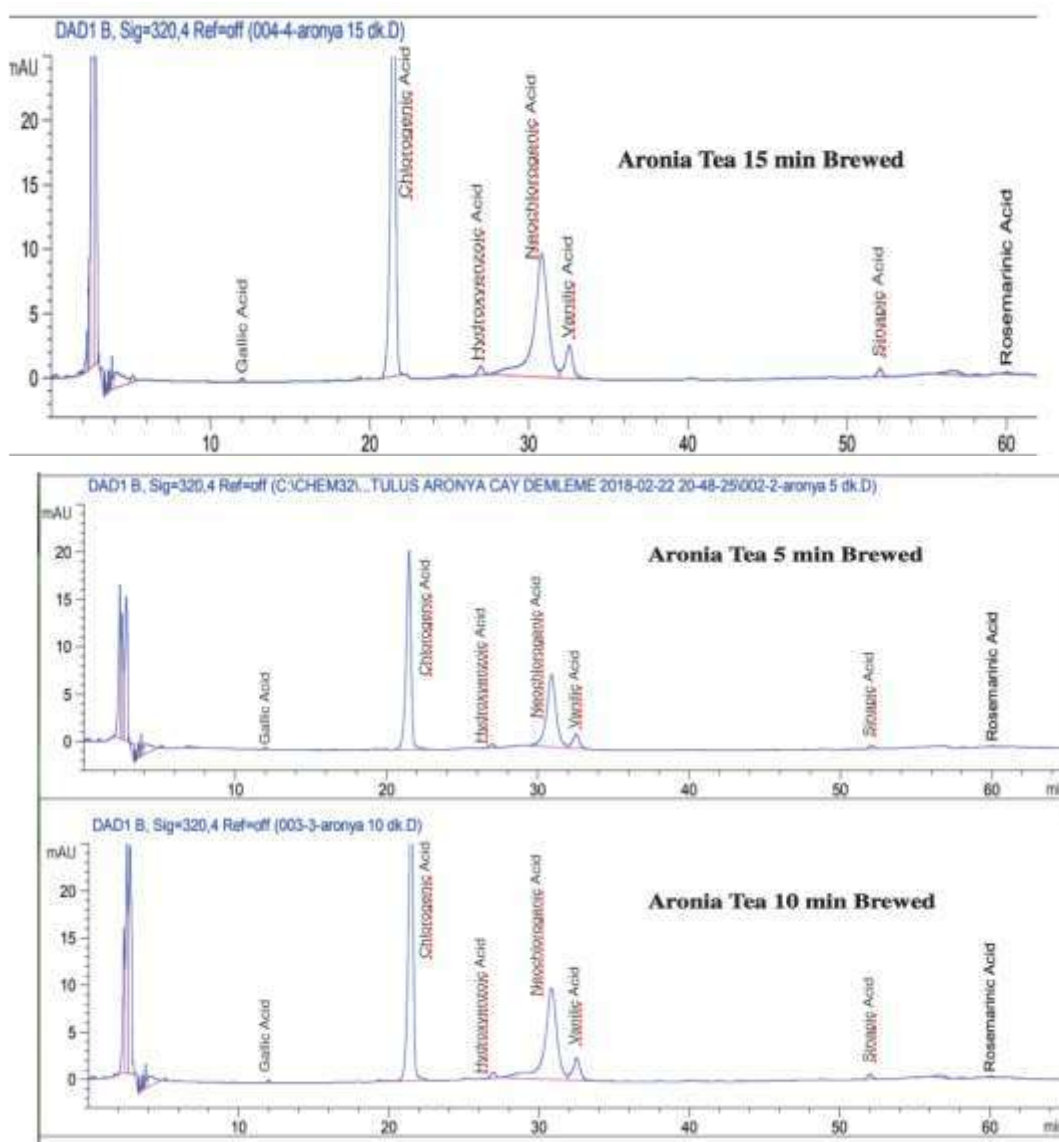 DAD1 B, Sig=320,4 Ref=off (004-4-aronya 15 dk.D)
mAU
20
15
10
5
0
Gallic Acid
Chlorogenic Acid
Acid
Neochlorogenic Acid
Vanilic Acid
Sinapic Acid
Rosemarinic Acid
Aronia Tea 15 min Brewed
10 20 30 40 50 60
DAD1 B, Sig=320,4 Ref=off (C:\CHEM32\...TULUS ARONYA CAY DEMLEME 2018-02-22 20-48-25\002-2-aronya 5 dk.D)
mAU
20
15
10
5
0
Gallic Acid
Chlorogenic Acid
Acid
Neochlorogenic Acid
Vanilic Acid
Sinapic Acid
Rosemarinic Acid
Aronia Tea 5 min Brewed
10 20 30 40 50 60 mi
DAD1 B, Sig=320,4 Ref=off (003-3-aronya 10 dk.D)
mAU
20
15
10
5
0
Gallic Acid
Chlorogenic Acid
Acid
Neochlorogenic Acid
Vanilic Acid
Sinapic Acid
Rosemarinic Acid
Aronia Tea 10 min Brewed
10 20 30 40 50 60 mi